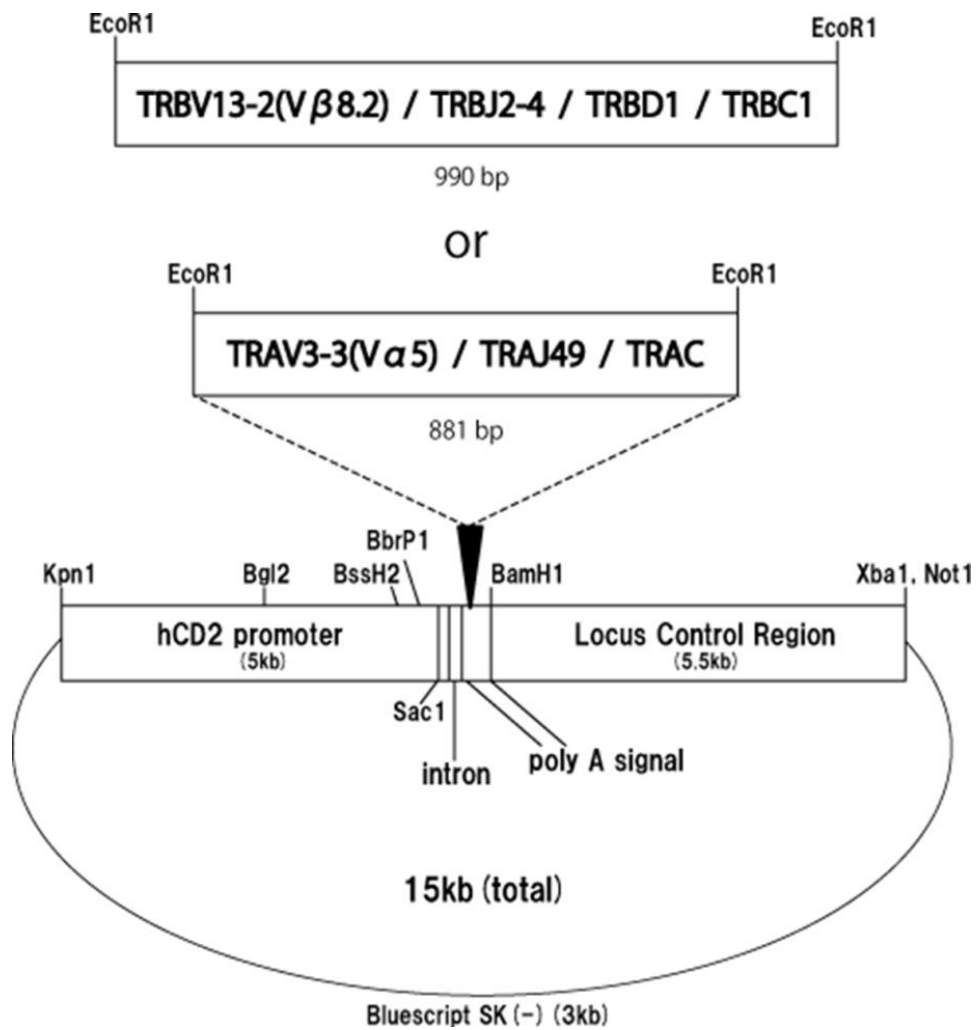 EcoR1 EcoR1
TRBV13-2(Vβ8.2) / TRBJ2-4 / TRBD1 / TRBC1
990 bp
or
EcoR1 EcoR1
TRAV3-3(Vα5) / TRAJ49 / TRAC
881 bp
BbrP1
Kpn1 Bgl2 BssH2 BamH1 Xba1. Not1
hCD2 promoter Locus Control Region
(5kb) (5.5kb)
Sac1
intron poly A signal
15kb (total)
Bluescript SK (-) (3kb)